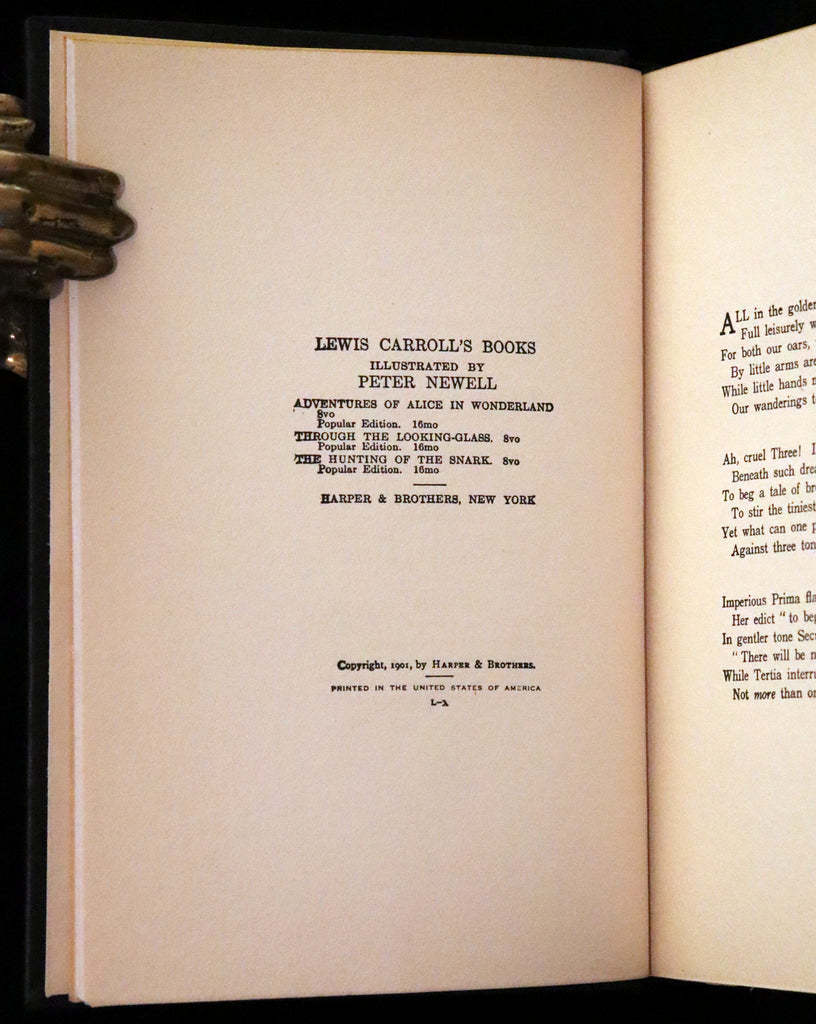 LEWIS CARROLL'S BOOKS
ILLUSTRATED BY
PETER NEWELL
ADVENTURES OF ALICE IN WONDERLAND
8vo
Popular Edition. 16mo
THROUGH THE LOOKING-GLASS. 8vo
Popular Edition. 16mo
THE HUNTING OF THE SNARK. 8vo
Popular Edition. 16mo
HARPER & BROTHERS, NEW YORK
Copyright, 1901, by HARPER & BROTHERS.
PRINTED IN THE UNITED STATES OF AMERICA
ALL in the
Full leisurely
For both our oars,
By little arms
While little hands
Our wanderings
Ah, cruel Three!
Beneath such
To beg a tale of
To stir the tiniest
Yet what can one
Against three
Imperious Prima
Her edict "to
In gentler tone
"There will be
While Tertia
Not more than